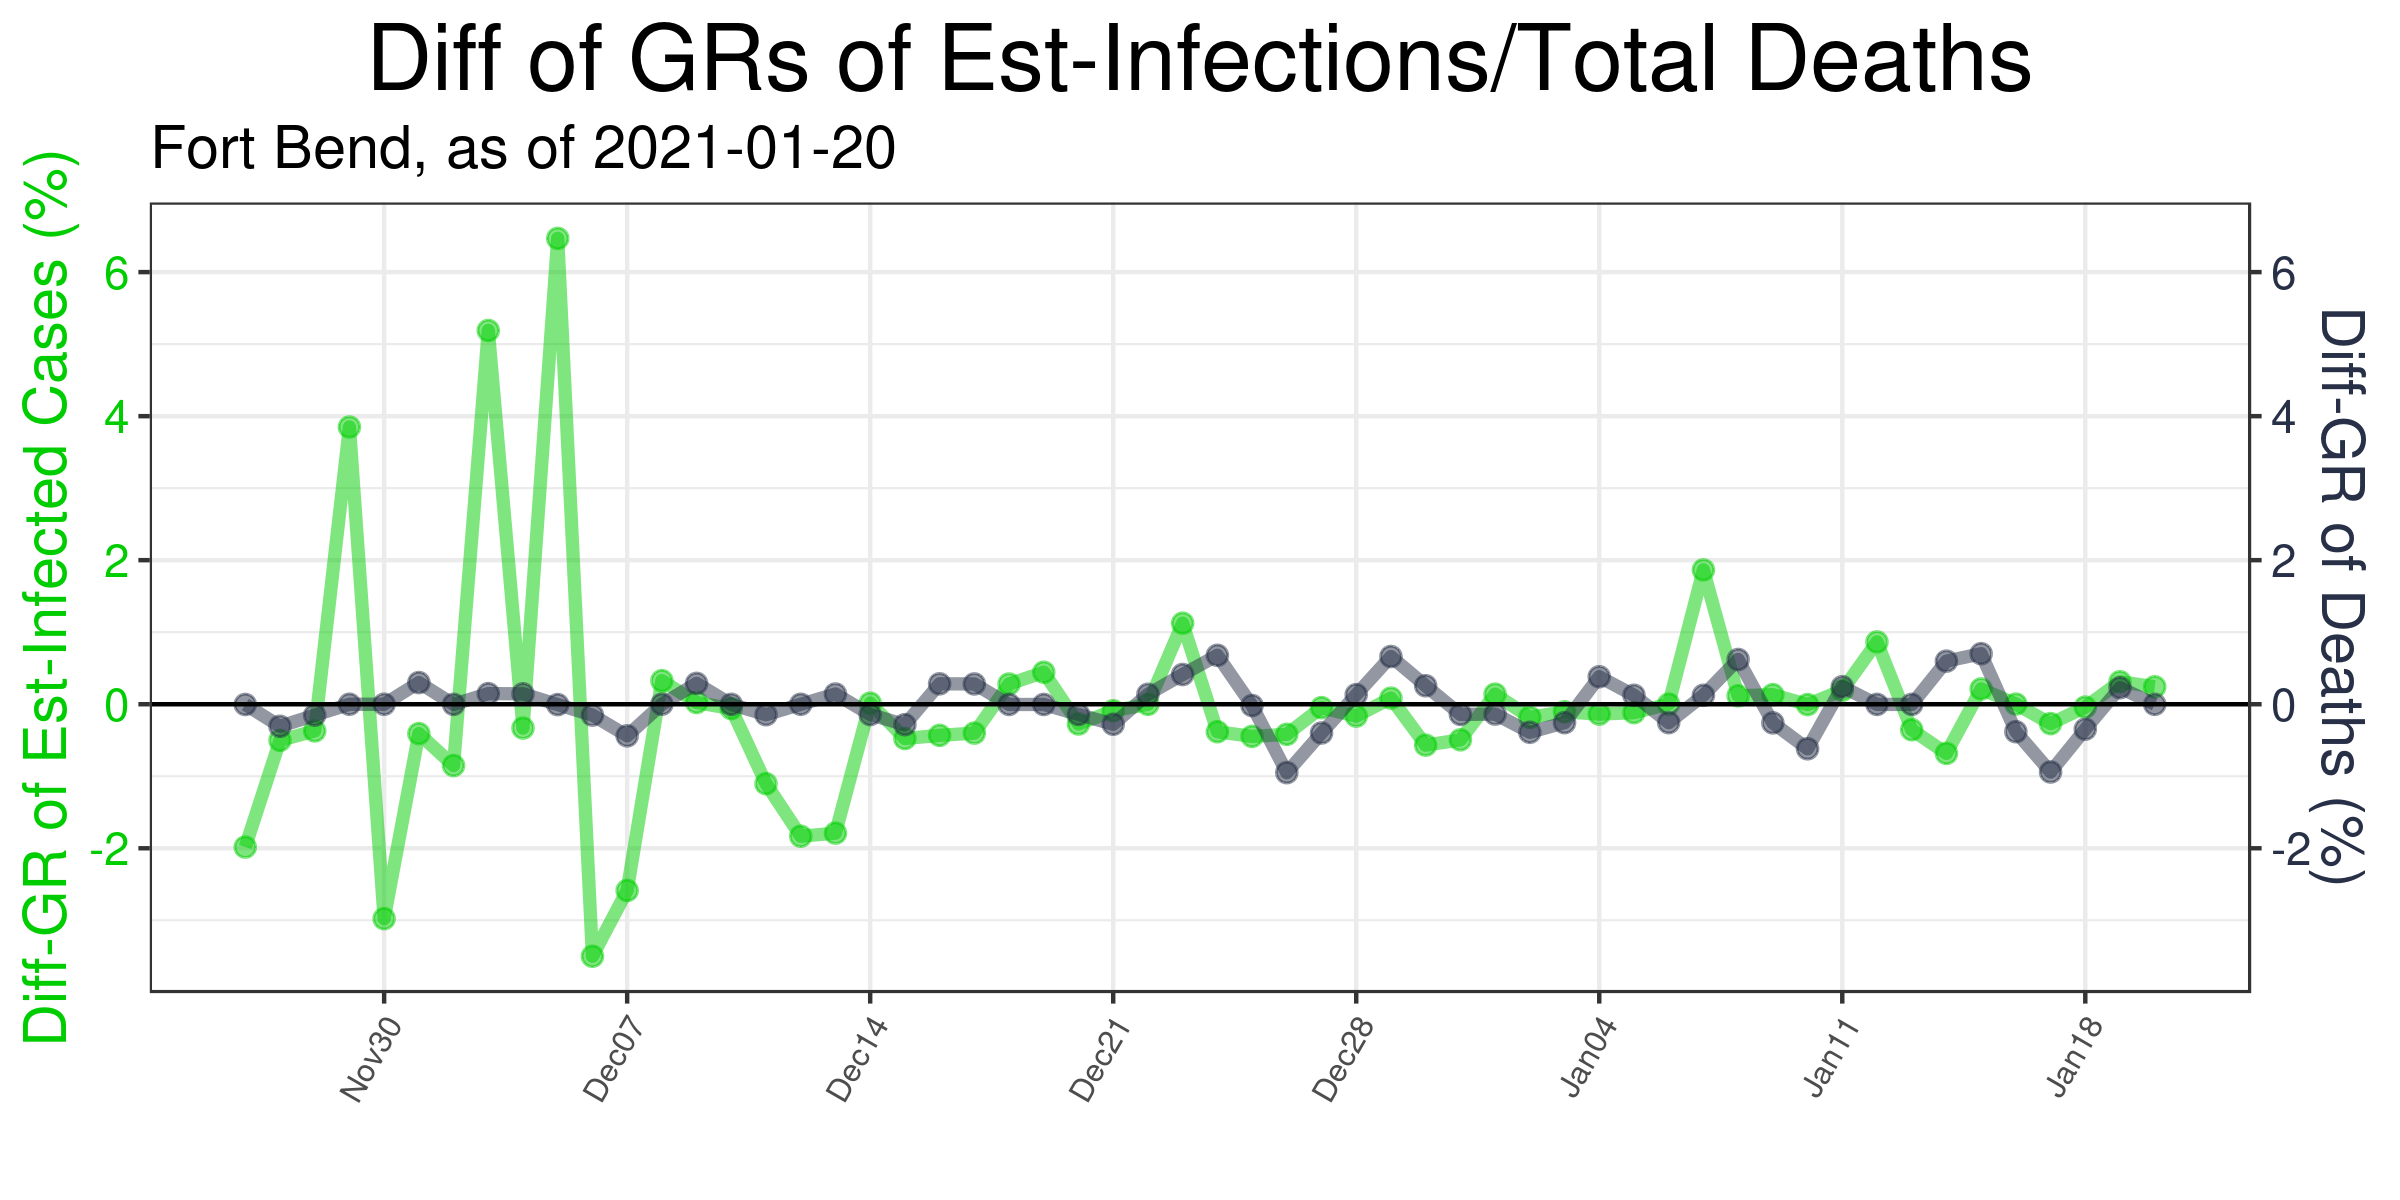 Diff of GRs of Est-Infections/Total Deaths
Fort Bend, as of 2021-01-20
Diff-GR of Est-Infected Cases (%)
6
4
2
0
-2
6
4
2
0
-2
Diff-GR of Deaths (%)
Nov30
Dec07
Dec14
Dec21
Dec28
Jan04
Jan11
Jan18